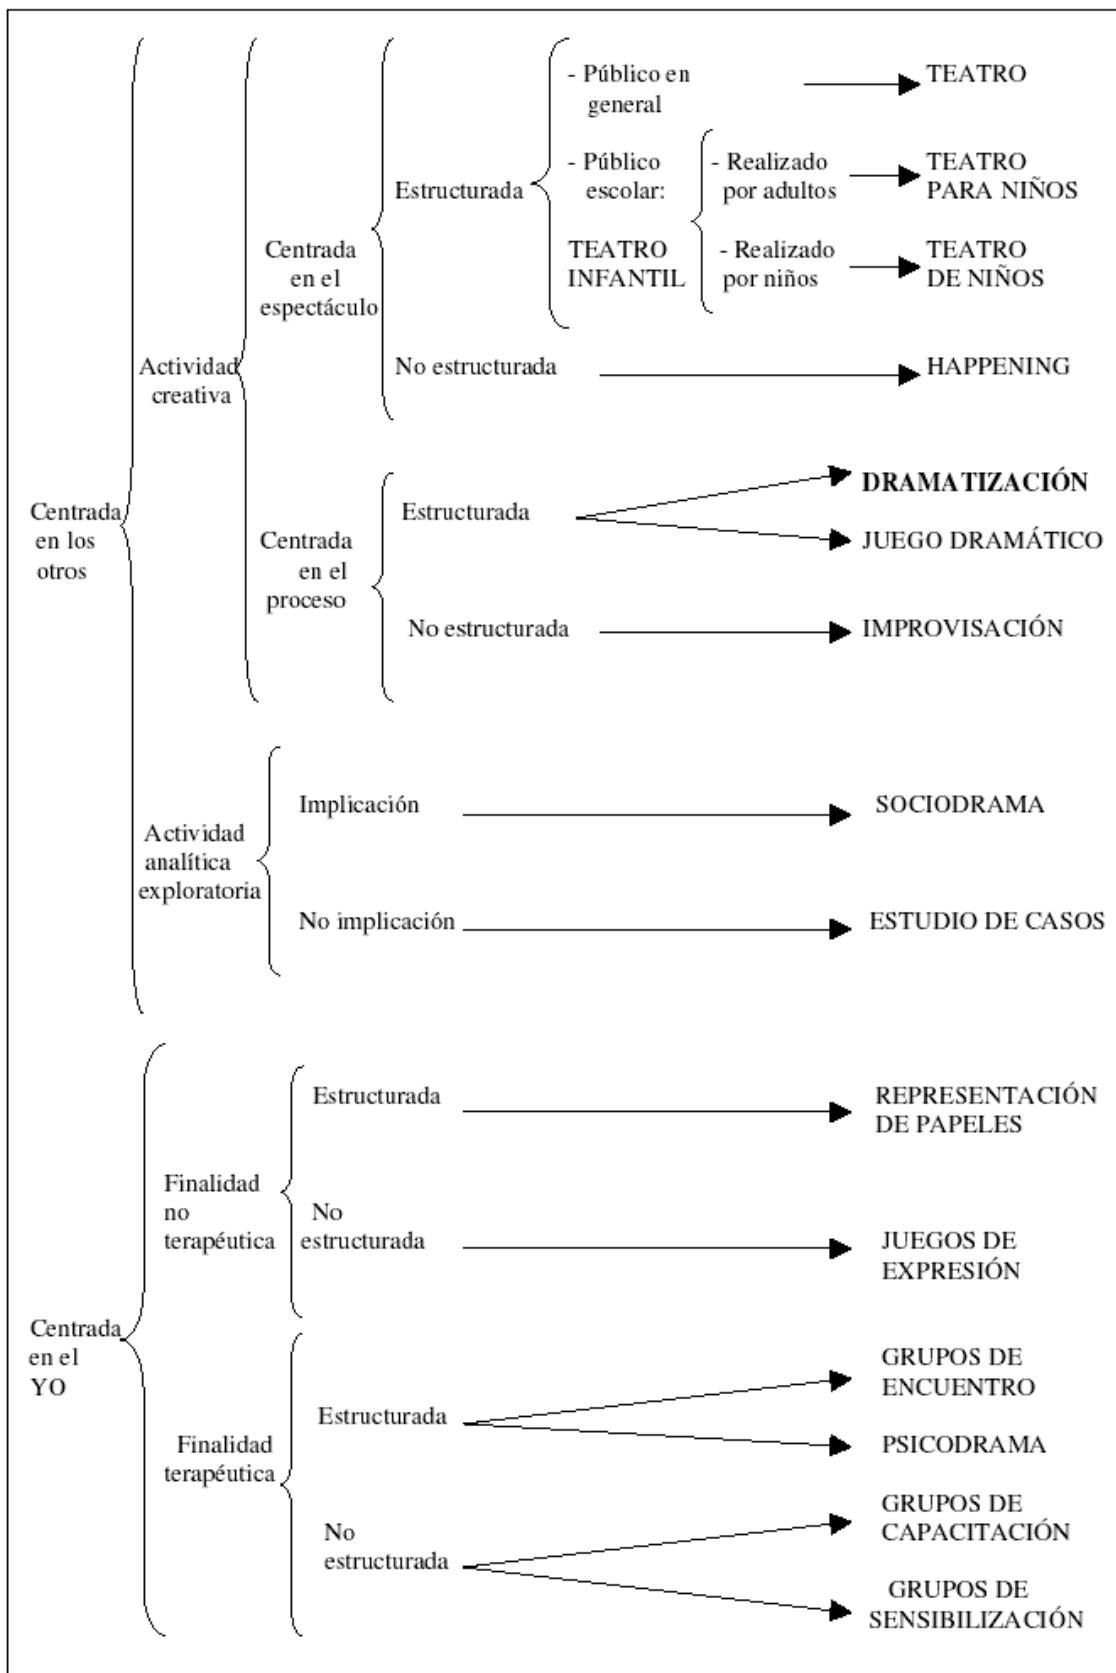 - Público en
general
TEATRO
Estructurada
- Público
escolar:
- Realizado
por adultos
TEATRO
PARA NIÑOS
TEATRO
INFANTIL
- Realizado
por niños
TEATRO
DE NIÑOS
Centrada
en el
espectáculo
Actividad
creativa
No estructurada
HAPPENING
Centrada
en los
otros
Centrada
en el
proceso
Estructurada
DRAMATIZACIÓN
JUEGO DRAMÁTICO
No estructurada
IMPROVISACIÓN
Actividad
analítica
exploratoria
Implicación
SOCIODRAMA
No implicación
ESTUDIO DE CASOS
Centrada
en el
YO
Finalidad
no
terapéutica
Estructurada
REPRESENTACIÓN
DE PAPELES
No
estructurada
JUEGOS DE
EXPRESIÓN
Finalidad
terapéutica
Estructurada
GRUPOS DE
ENCUENTRO
PSICODRAMA
No
estructurada
GRUPOS DE
CAPACITACIÓN
GRUPOS DE
SENSIBILIZACIÓN